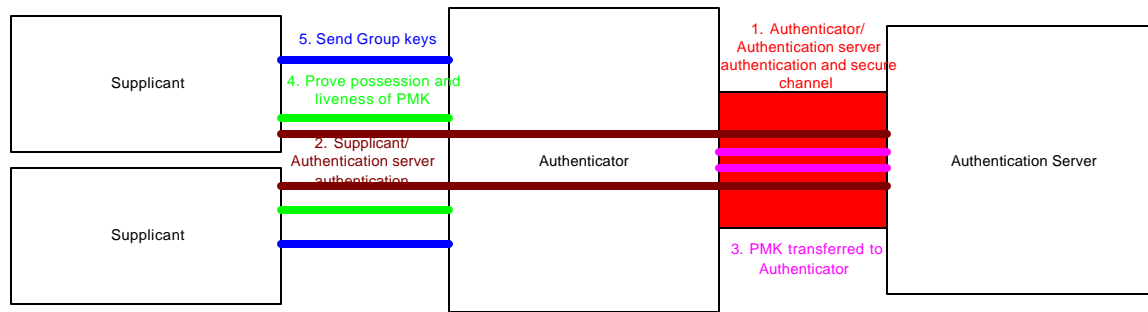 5. Send Group keys
1. Authenticator/
Authentication server
authentication and secure
channel
4. Prove possession and
liveness of PMK
Supplicant
2. Supplicant/
Authentication server
authentication
Authenticator
Authentication Server
Supplicant
3. PMK transferred to
Authenticator